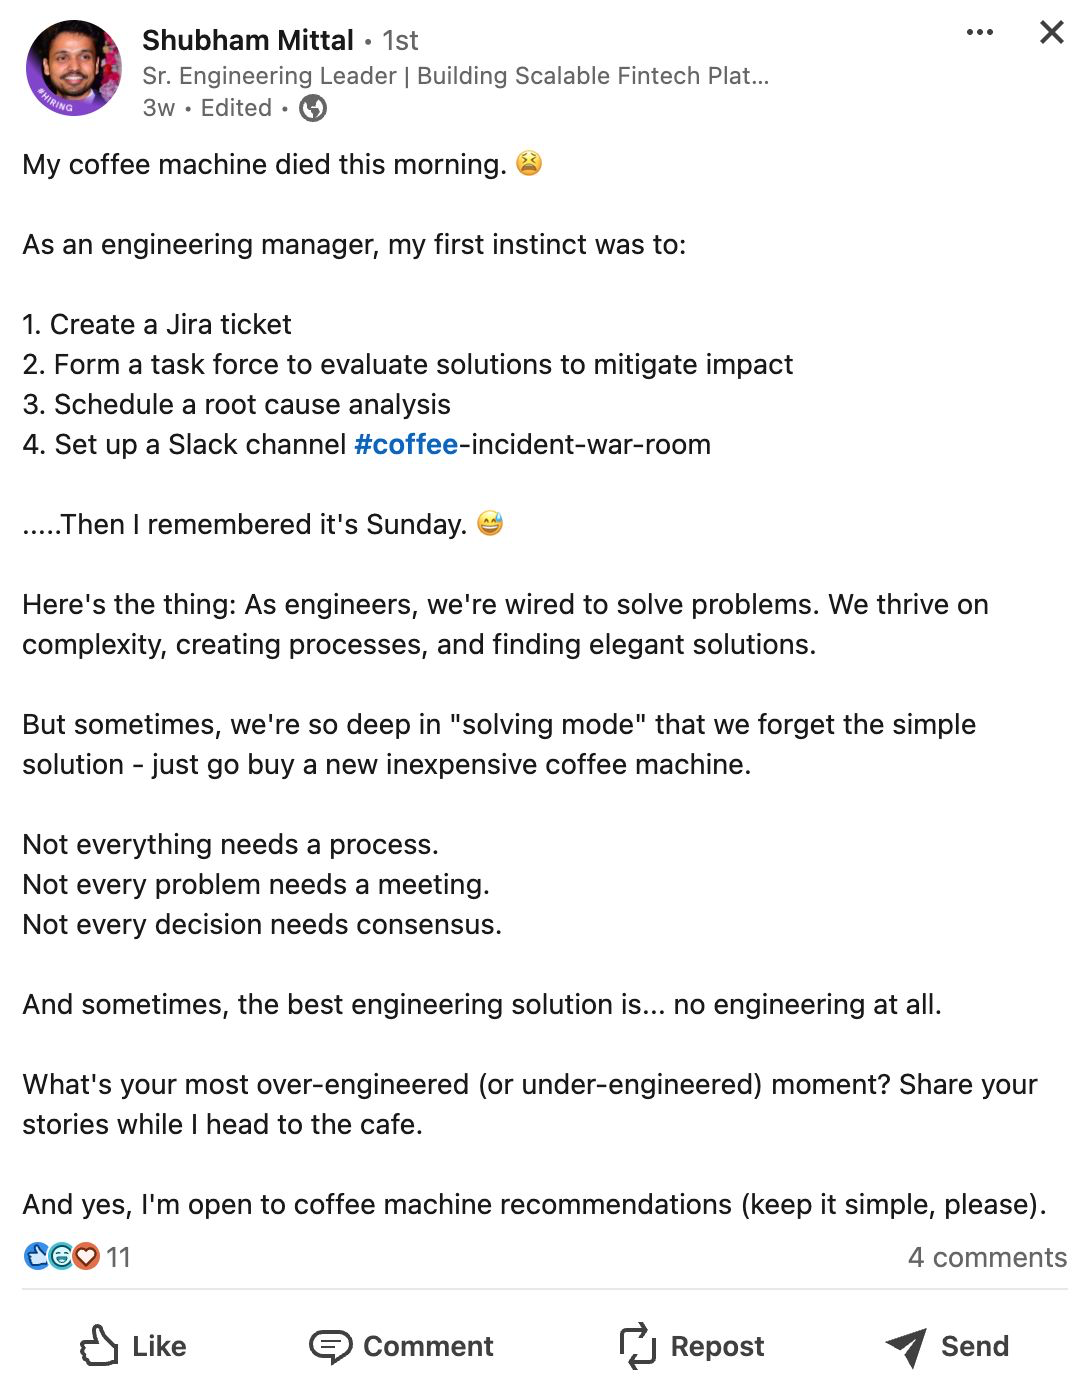 Shubham Mittal • 1st
Sr. Engineering Leader | Building Scalable Fintech Plat...
3w • Edited •
#HIRING
My coffee machine died this morning. 😫
As an engineering manager, my first instinct was to:
1. Create a Jira ticket
2. Form a task force to evaluate solutions to mitigate impact
3. Schedule a root cause analysis
4. Set up a Slack channel #coffee-incident-war-room
.....Then I remembered it's Sunday. 😅
Here's the thing: As engineers, we're wired to solve problems. We thrive on
complexity, creating processes, and finding elegant solutions.
But sometimes, we're so deep in "solving mode" that we forget the simple
solution - just go buy a new inexpensive coffee machine.
Not everything needs a process.
Not every problem needs a meeting.
Not every decision needs consensus.
And sometimes, the best engineering solution is... no engineering at all.
What's your most over-engineered (or under-engineered) moment? Share your
stories while I head to the cafe.
And yes, I'm open to coffee machine recommendations (keep it simple, please).
11
4 comments
Like
Comment
Repost
Send